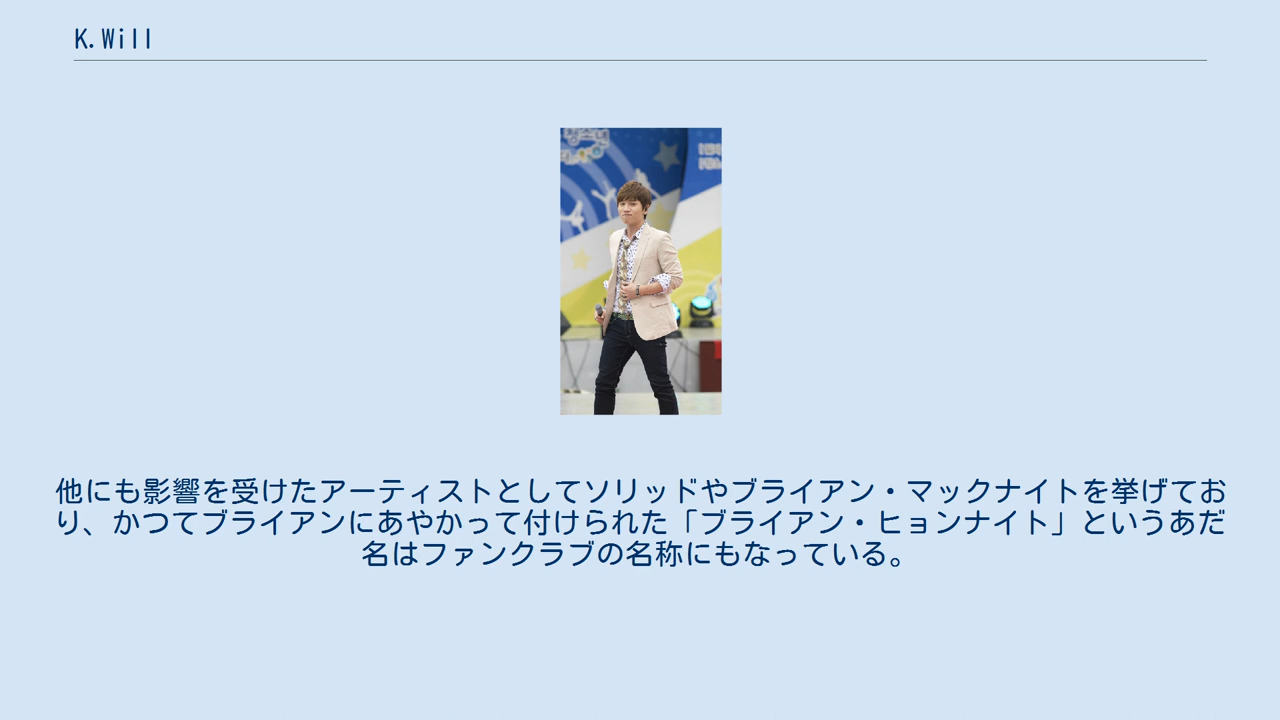 K.Will
청소년
他にも影響を受けたアーティストとしてソリッドやブライアン・マックナイトを挙げてお
り、かつてブライアンにあやかって付けられた「ブライアン・ヒョンナイト」というあだ
名はファンクラブの名称にもなっている。